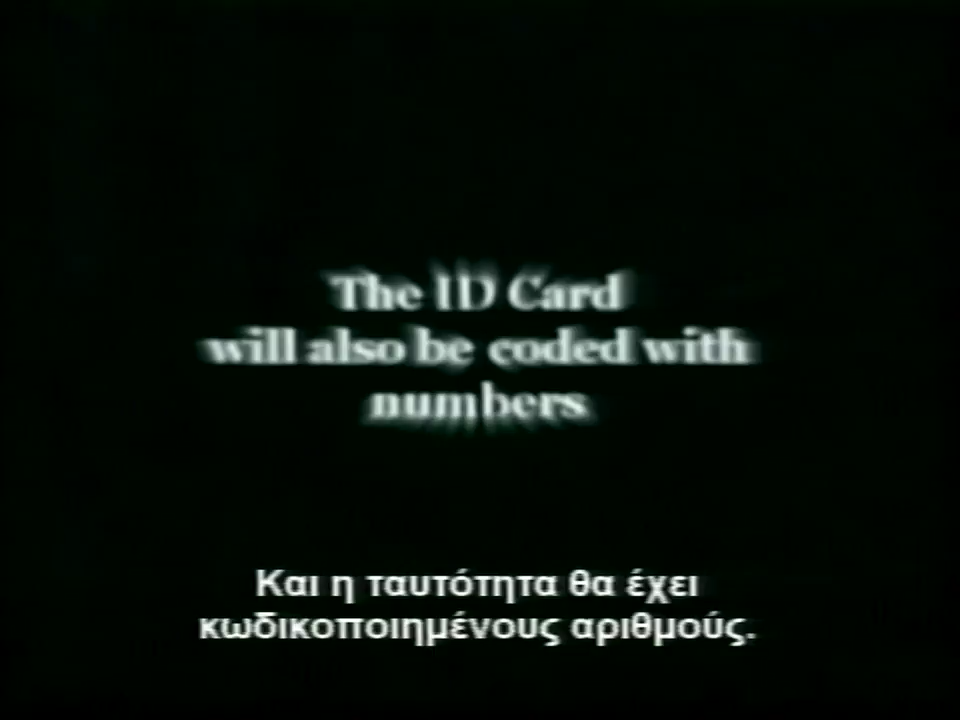 The ID Card
will also be coded with
numbers
Και η ταυτότητα θα έχει
κωδικοποιημένους αριθμούς.